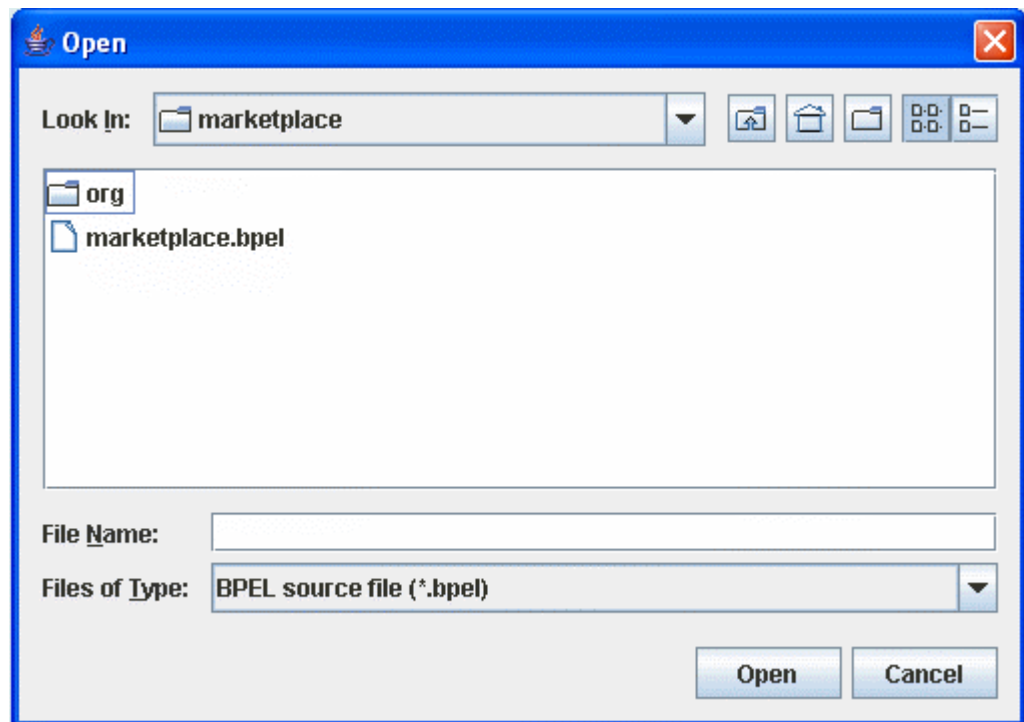 Open
Look In: marketplace
org
marketplace.bpel
File Name:
Files of Type: BPEL source file (*.bpel)
Open Cancel